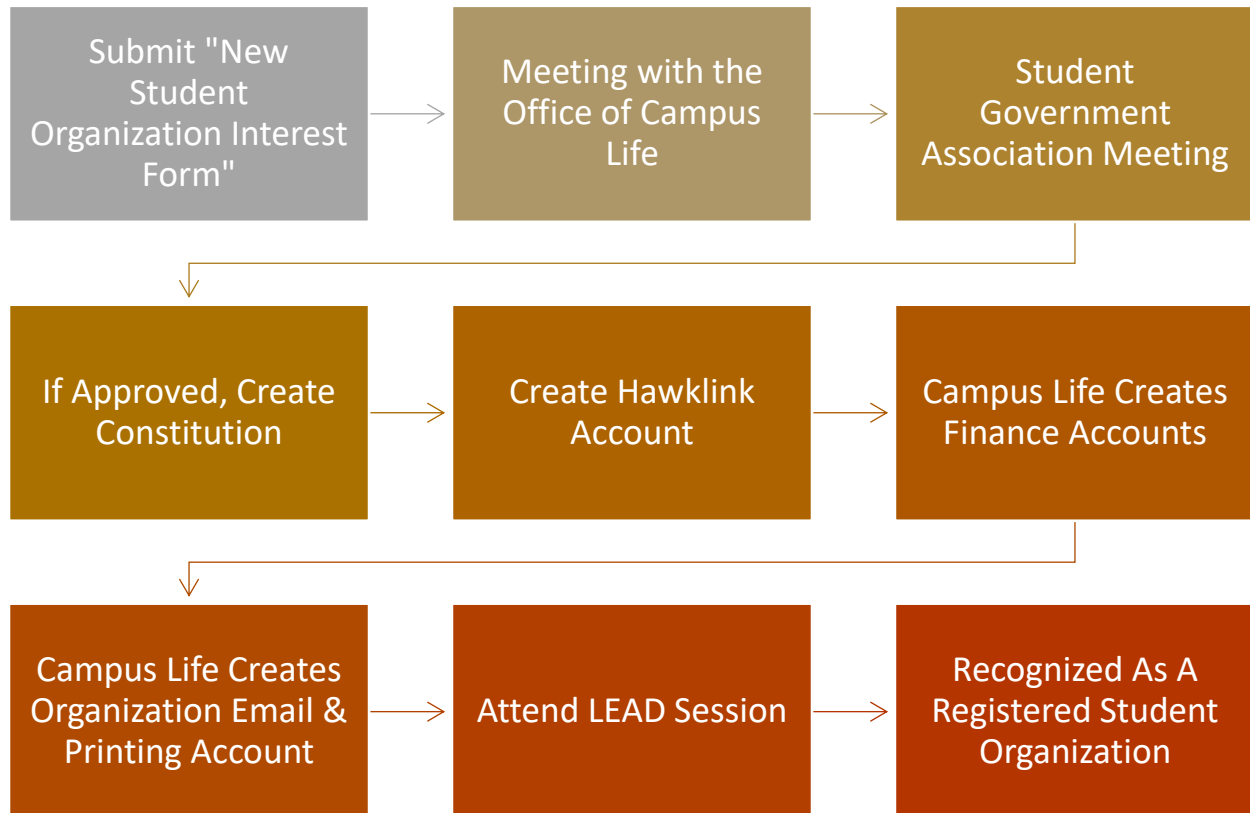 Submit "New
Student
Organization Interest
Form"
Meeting with the
Office of Campus
Life
Student
Government
Association Meeting
If Approved, Create
Constitution
Create Hawklink
Account
Campus Life Creates
Finance Accounts
Campus Life Creates
Organization Email &
Printing Account
Attend LEAD Session
Recognized As A
Registered Student
Organization